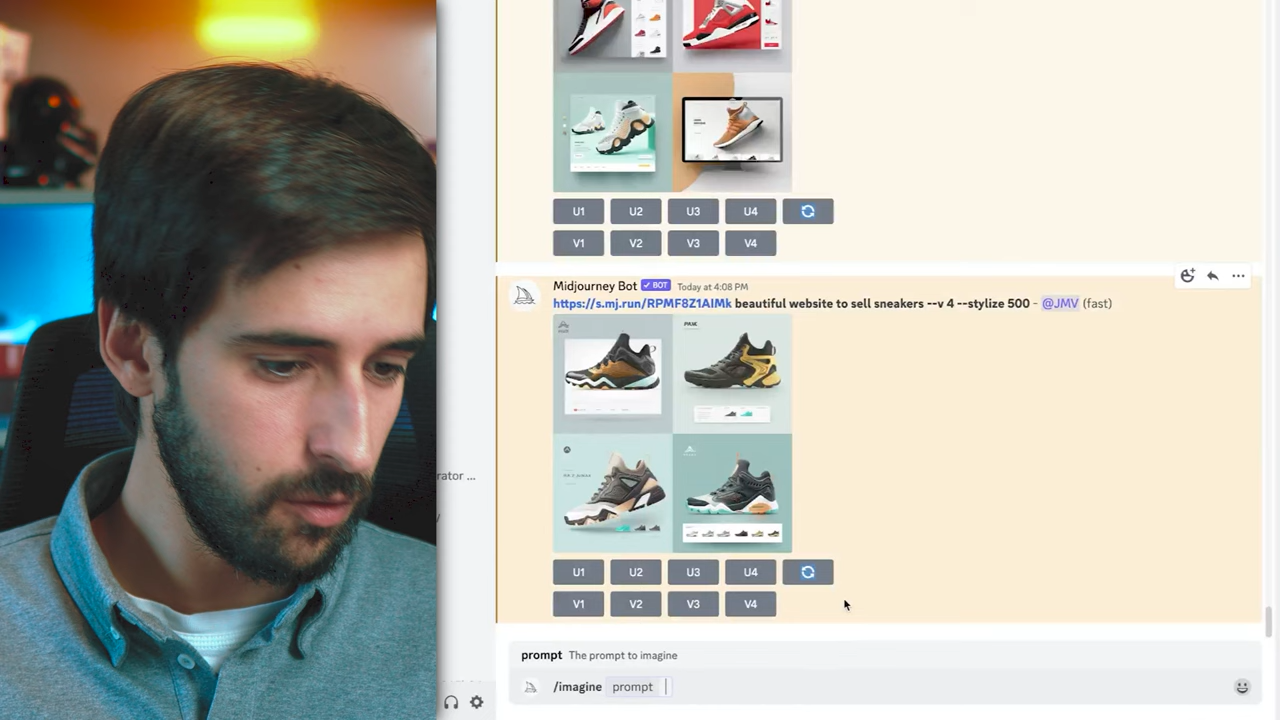 U1 U2 U3 U4
V1 V2 V3 V4
Midjourney Bot ✓ BOT Today at 4:08 PM
https://s.mj.run/RPMF8Z1AIMk beautiful website to sell sneakers --v 4 --stylize 500 - @JMV (fast)
rator ...
U1 U2 U3 U4
V1 V2 V3 V4
prompt The prompt to imagine
/imagine prompt